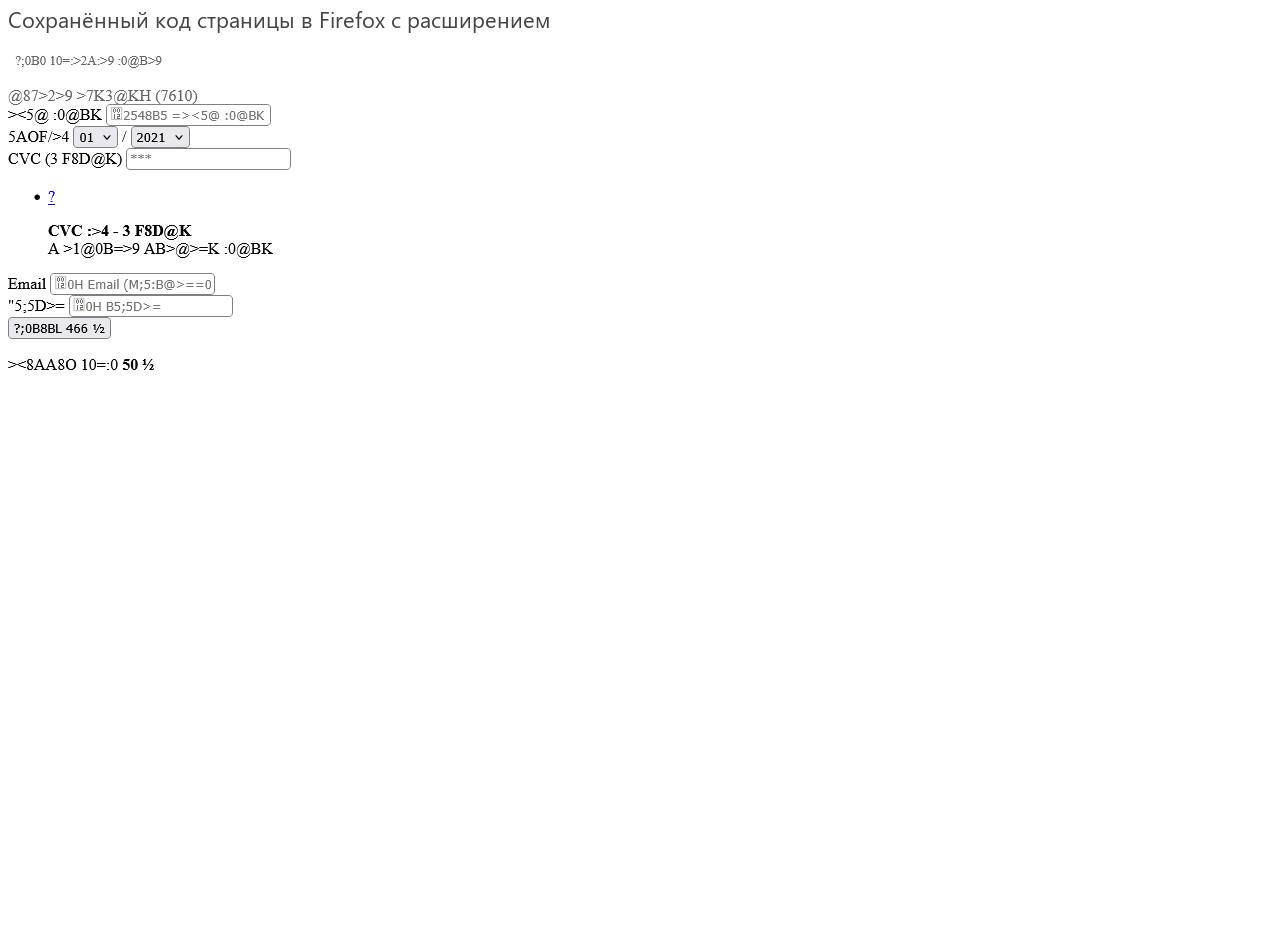 Сохранённый код страницы в Firefox с расширением
?;0B0 10=:>2A:>9 :0@B>9
@87>2>9 >7K3@KH (7610)
><5@ :0@BK 2548B5 =><5@ :0@BK
5AOF/>4 01 / 2021
CVC (3 F8D@K) ***
?
CVC :>4 - 3 F8D@K
A >1@0B=>9 AB>@>=K :0@BK
Email 0H Email (M;5:B@>==0
"5;5D>= 0H B5;5D>=
?;0B8BL 466 ½
><8AA8O 10=:0 50 ½